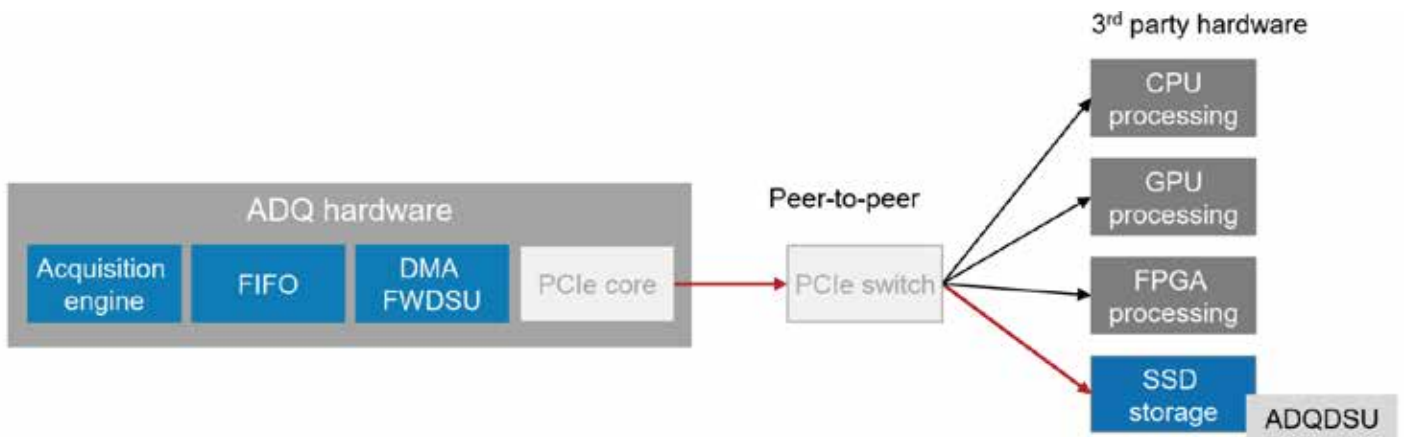 3rd party hardware
CPU
processing
GPU
processing
Peer-to-peer
ADQ hardware
Acquisition
engine
FIFO
DMA
FWDSU
PCIe core
PCIe switch
FPGA
processing
SSD
storage
ADQDSU